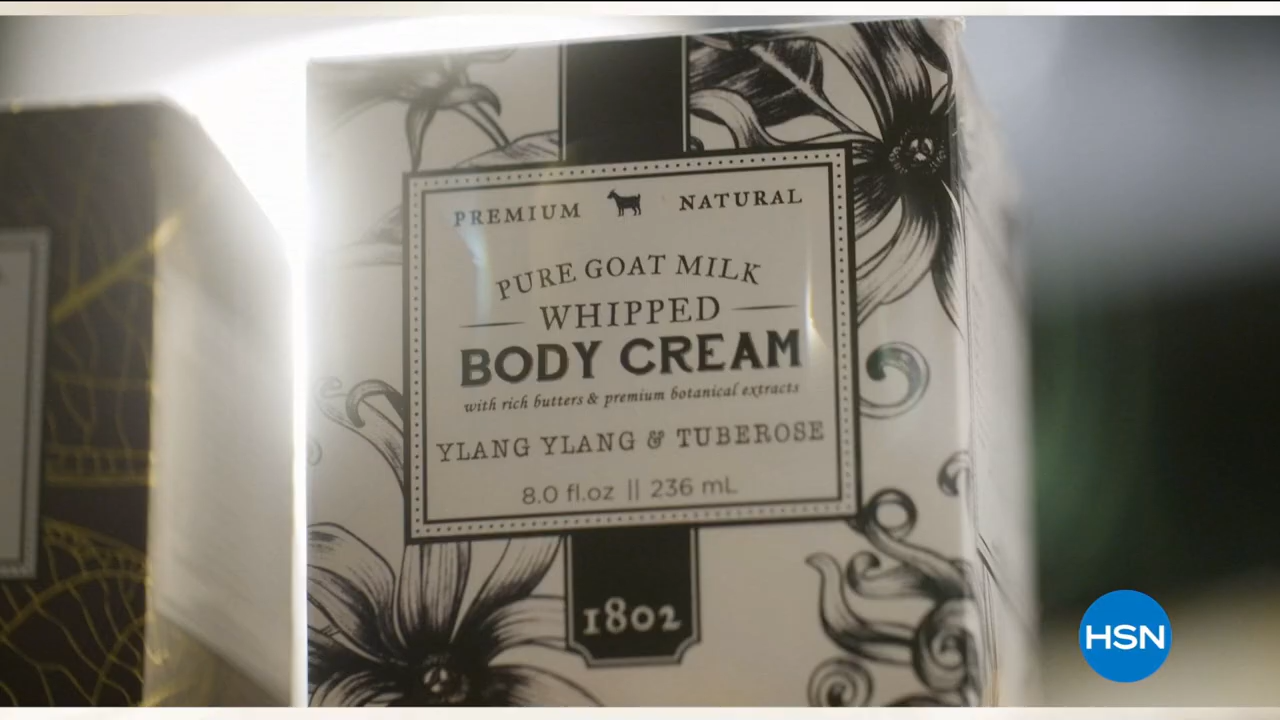 PREMIUM NATURAL
PURE GOAT MILK
WHIPPED
BODY CREAM
with rich butters & premium botanical extracts
YLANG YLANG & TUBEROSE
8.0 fl.oz || 236 mL
1802
HSN